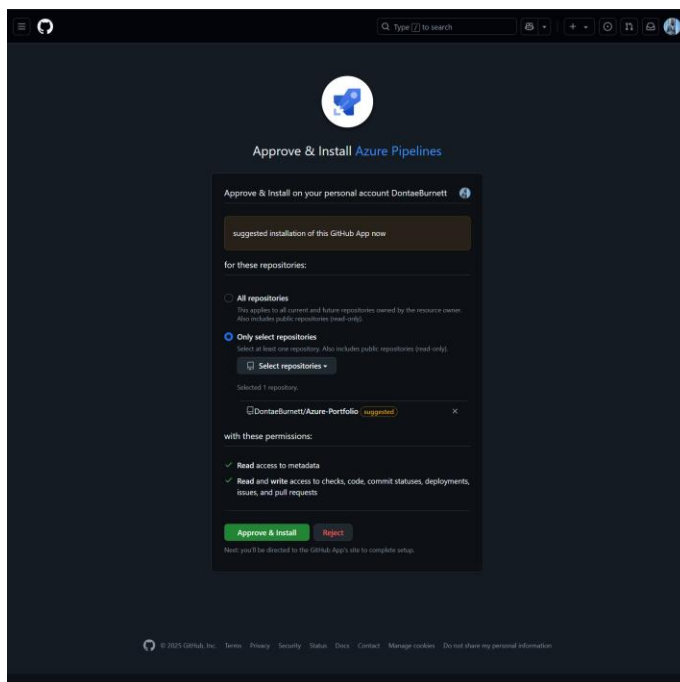 Type / to search
Approve & Install Azure Pipelines
Approve & Install on your personal account DontaeBurnett
suggested installation of this GitHub App now
for these repositories:
All repositories
This applies to all current and future repositories owned by the resource owner.
Also includes public repositories (read-only).
Only select repositories
Select at least one repository. Also includes public repositories (read-only).
Select repositories
Selected 1 repository.
DontaeBurnett/Azure-Portfolio suggested
with these permissions:
Read access to metadata
Read and write access to checks, code, commit statuses, deployments,
issues, and pull requests
Approve & Install Reject
Next: you'll be directed to the GitHub App's site to complete setup.
© 2025 GitHub, Inc. Terms Privacy Security Status Docs Contact Manage cookies Do not share my personal information